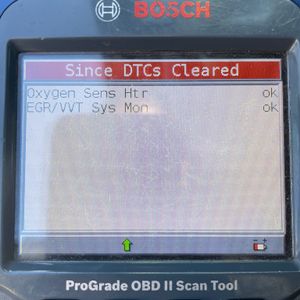 BOSCH
Since DTCs Cleared
Oxygen Sens Htr ok
EGR/VVT Sys Mon ok
ProGrade OBD II Scan Tool